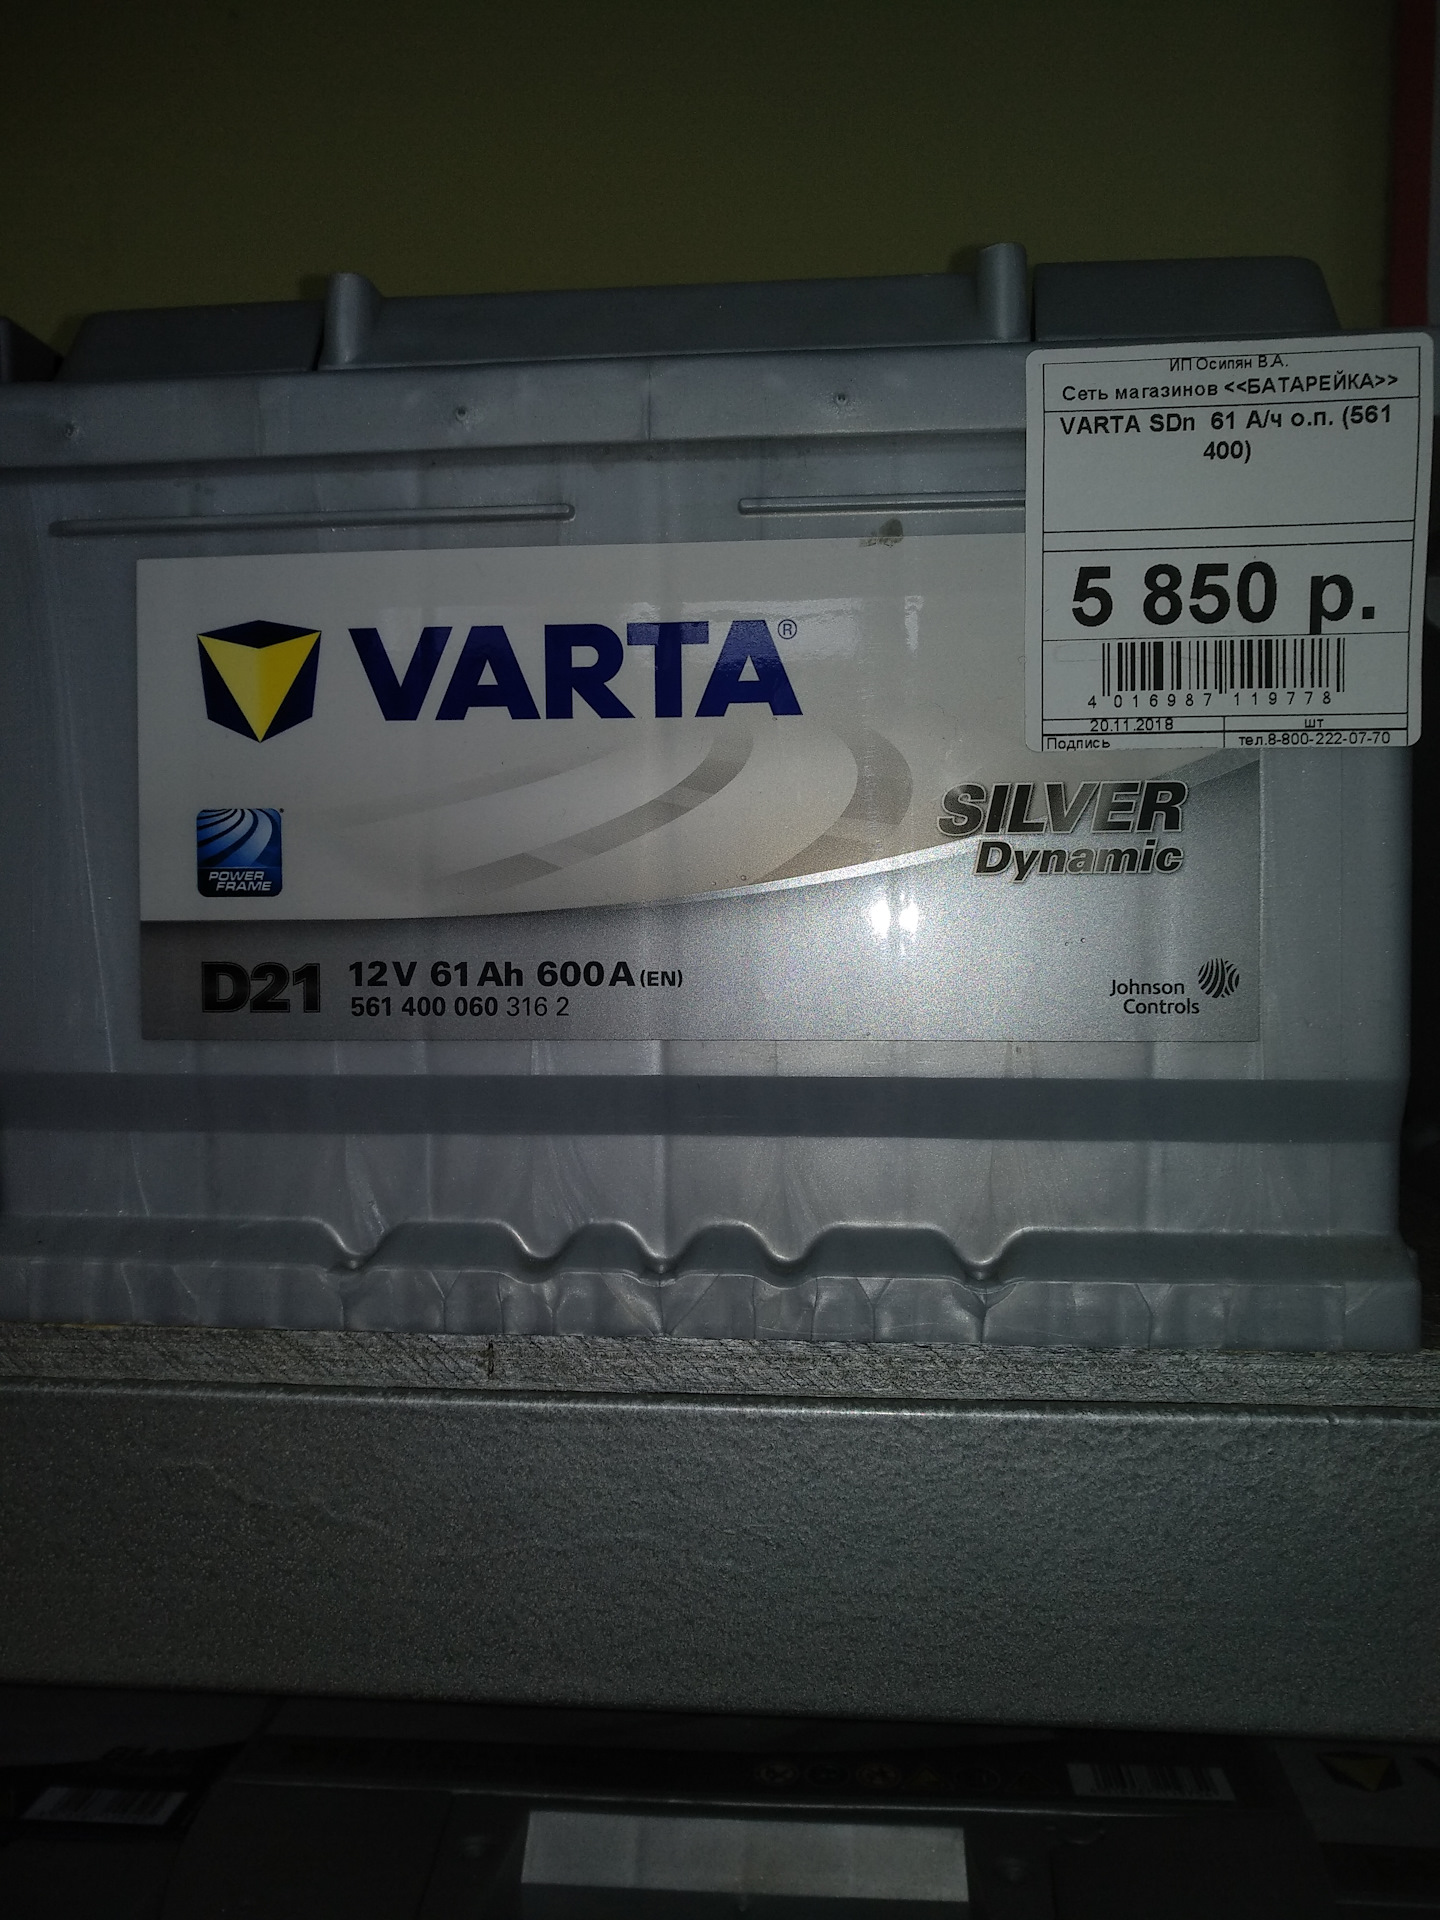 ИП Осипян В.А.
Сеть магазинов <<БАТАРЕЙКА>>
VARTA SDn 61 А/ч о.п. (561
400)
5 850 р.
4 016987 119778
20.11.2018 шт
Подпись тел.8-800-222-07-70
VARTA®
POWER
FRAME
SILVER
Dynamic
D21 12V 61Ah 600A (EN)
561 400 060 316 2
Johnson
Controls